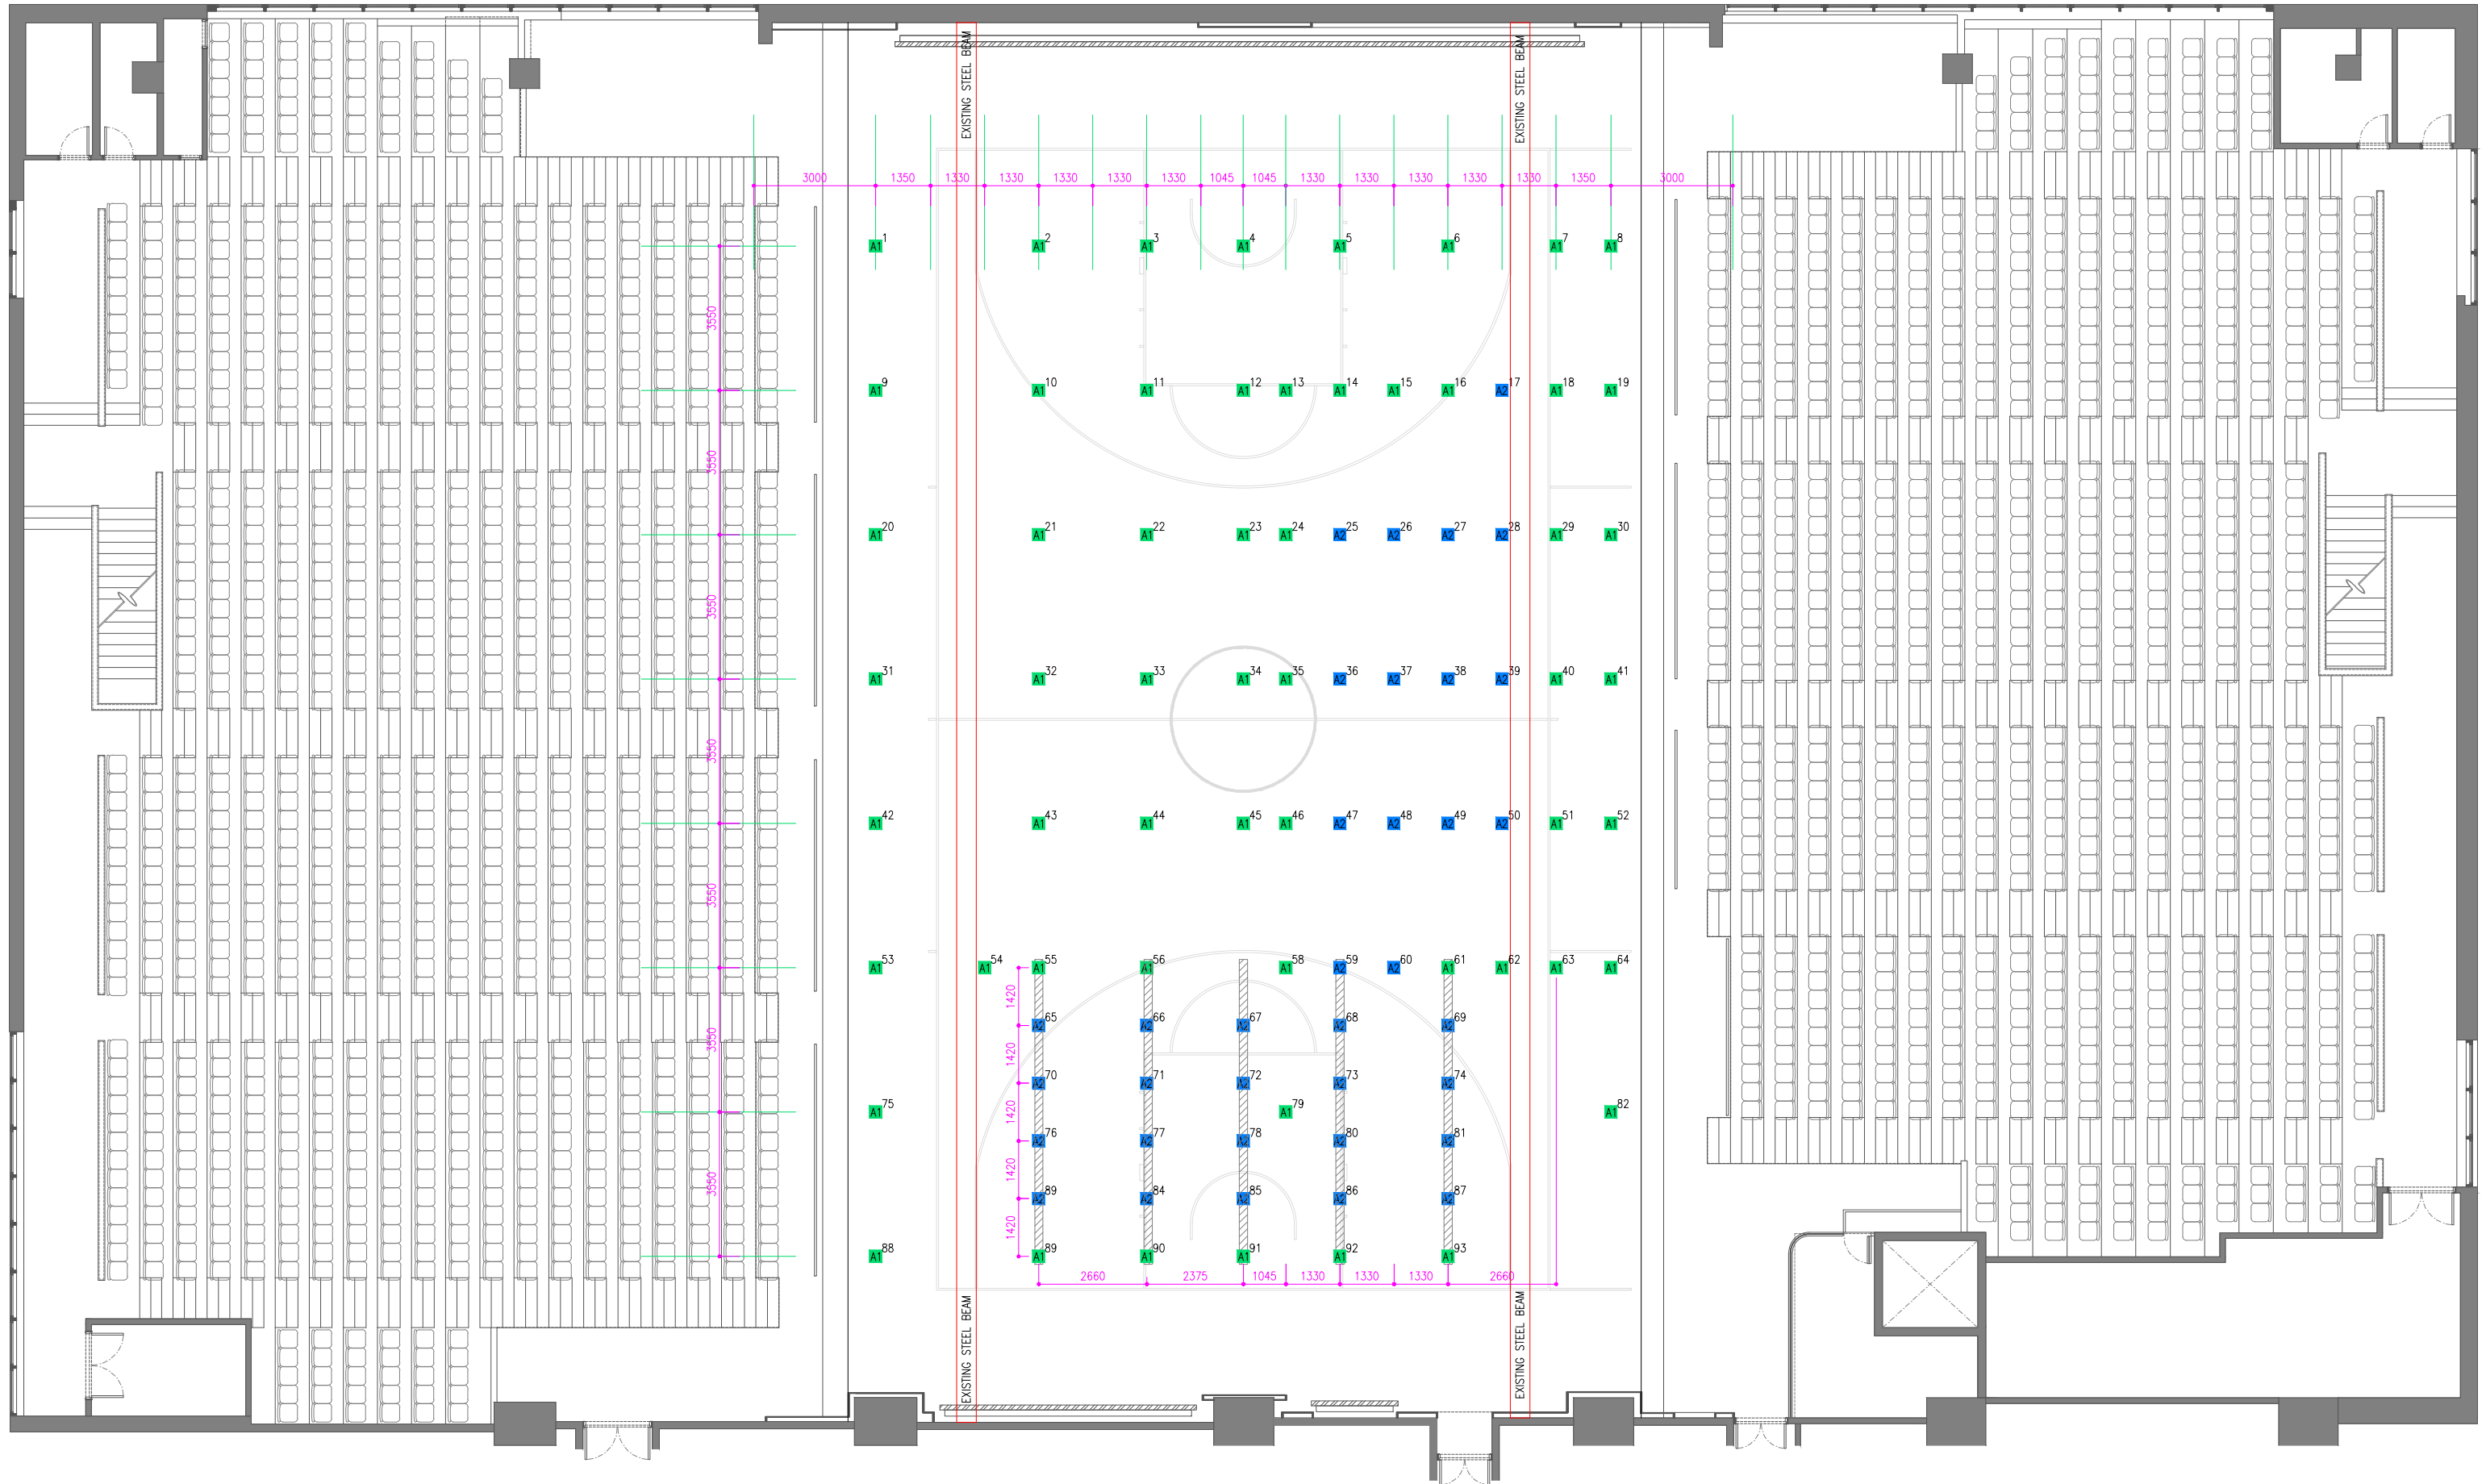 EXISTING STEEL BEAM
EXISTING STEEL BEAM
3000 1350 1330 1330 1330 1330 1330 1045 1045 1330 1330 1330 1330 1330 1350 3000
A1 1 A1 2 A1 3 A1 4 A1 5 A1 6 A1 7 A1 8
3550
A1 9 A1 10 A1 11 A1 12 A1 13 A1 14 A1 15 A1 16 A2 17 A1 18 A1 19
3550
A1 20 A1 21 A1 22 A1 23 A1 24 A2 25 A2 26 A2 27 A2 28 A1 29 A1 30
3550
A1 31 A1 32 A1 33 A1 34 A1 35 A2 36 A2 37 A2 38 A2 39 A1 40 A1 41
3550
A1 42 A1 43 A1 44 A1 45 A1 46 A2 47 A2 48 A2 49 A2 50 A1 51 A1 52
3550
A1 53 A1 54 A1 55 A1 56 A1 58 A2 59 A2 60 A1 61 A1 62 A1 63 A1 64
1420
A2 65 A2 66 A2 67 A2 68 A2 69
3550
1420
A2 70 A2 71 A2 72 A2 73 A2 74
A1 75 A1 79 A1 82
1420
A2 76 A2 77 A2 78 A2 80 A2 81
3550
1420
A2 89 A2 84 A2 85 A2 86 A2 87
1420
A1 88 A1 89 A1 90 A1 91 A1 92 A1 93
2660 2375 1045 1330 1330 1330 2660
EXISTING STEEL BEAM
EXISTING STEEL BEAM